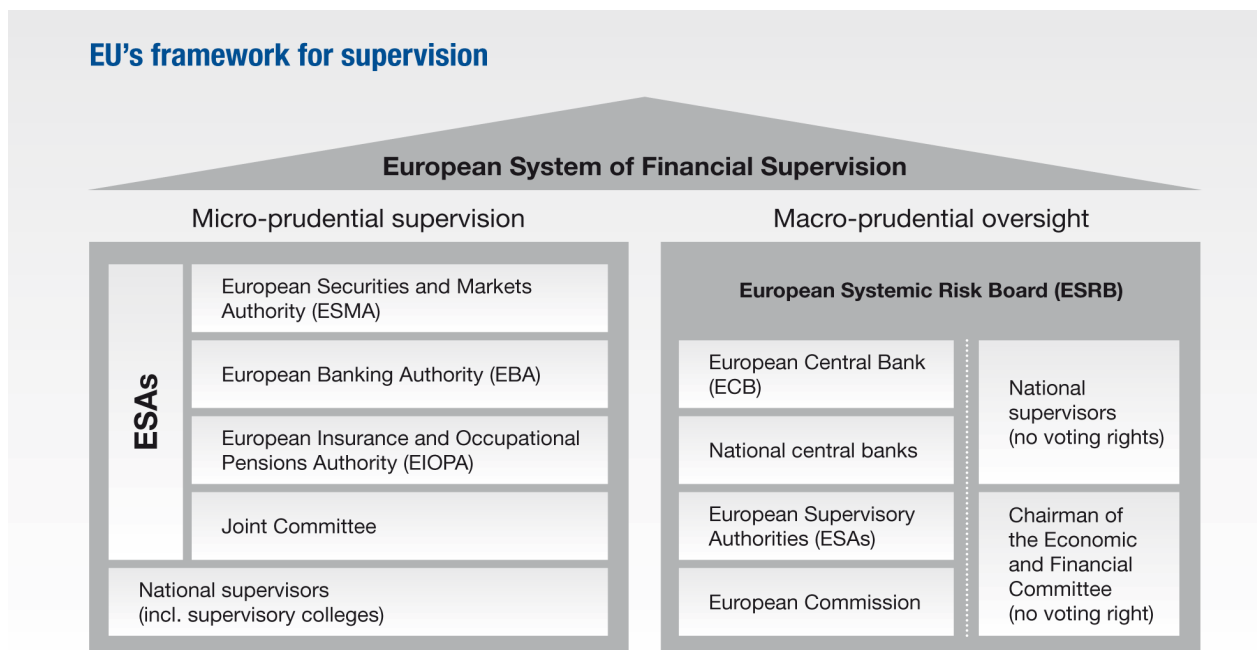 EU's framework for supervision
European System of Financial Supervision
Micro-prudential supervision
ESAs
European Securities and Markets
Authority (ESMA)
European Banking Authority (EBA)
European Insurance and Occupational
Pensions Authority (EIOPA)
Joint Committee
National supervisors
(incl. supervisory colleges)
Macro-prudential oversight
European Systemic Risk Board (ESRB)
European Central Bank
(ECB)
National central banks
European Supervisory
Authorities (ESAs)
European Commission
National
supervisors
(no voting rights)
Chairman of
the Economic
and Financial
Committee
(no voting right)